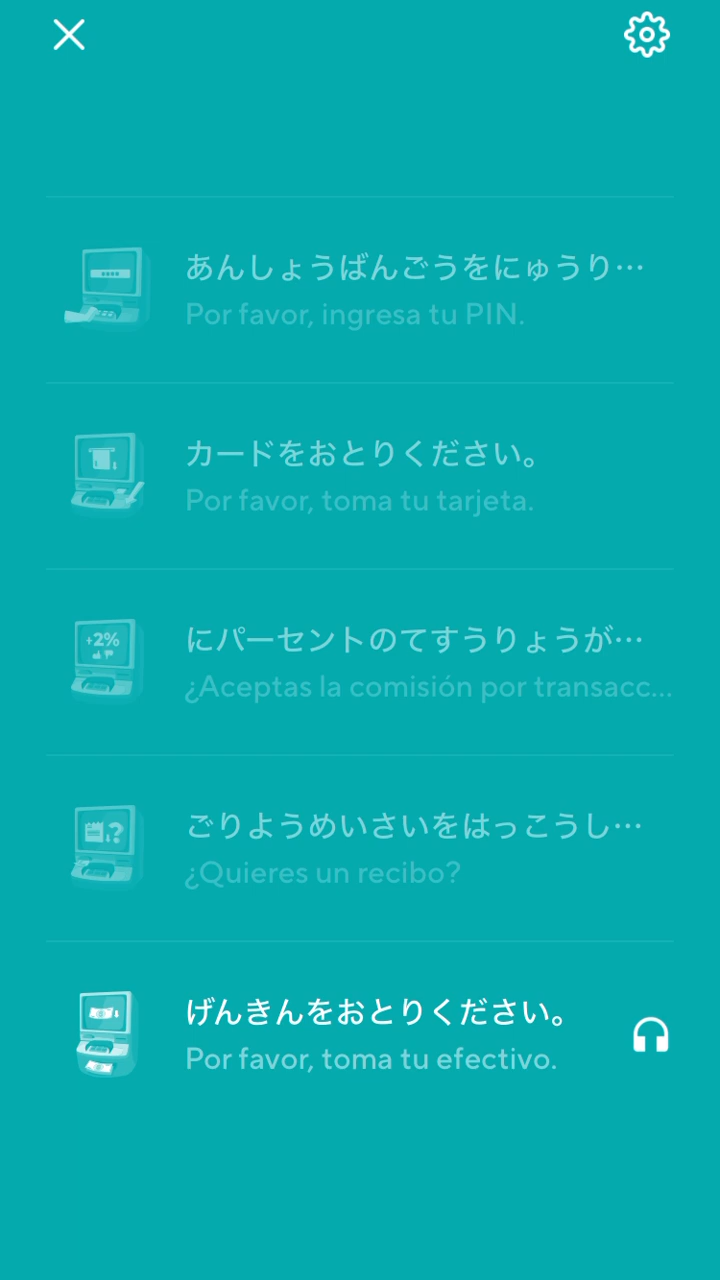 あんしょうばんごうをにゅうり…
Por favor, ingresa tu PIN.
カードをおとりください。
Por favor, toma tu tarjeta.
+2%
にパーセントのてすうりょうが…
¿Aceptas la comisión por transacc...
?
ごりようめいさいをはっこうし…
¿Quieres un recibo?
げんきんをおとりください。
Por favor, toma tu efectivo.